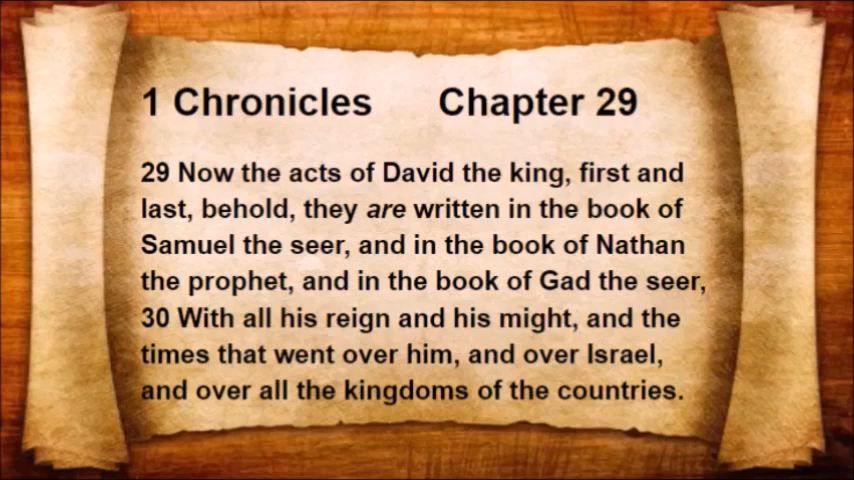 1 Chronicles Chapter 29
29 Now the acts of David the king, first and
last, behold, they are written in the book of
Samuel the seer, and in the book of Nathan
the prophet, and in the book of Gad the seer,
30 With all his reign and his might, and the
times that went over him, and over Israel,
and over all the kingdoms of the countries.